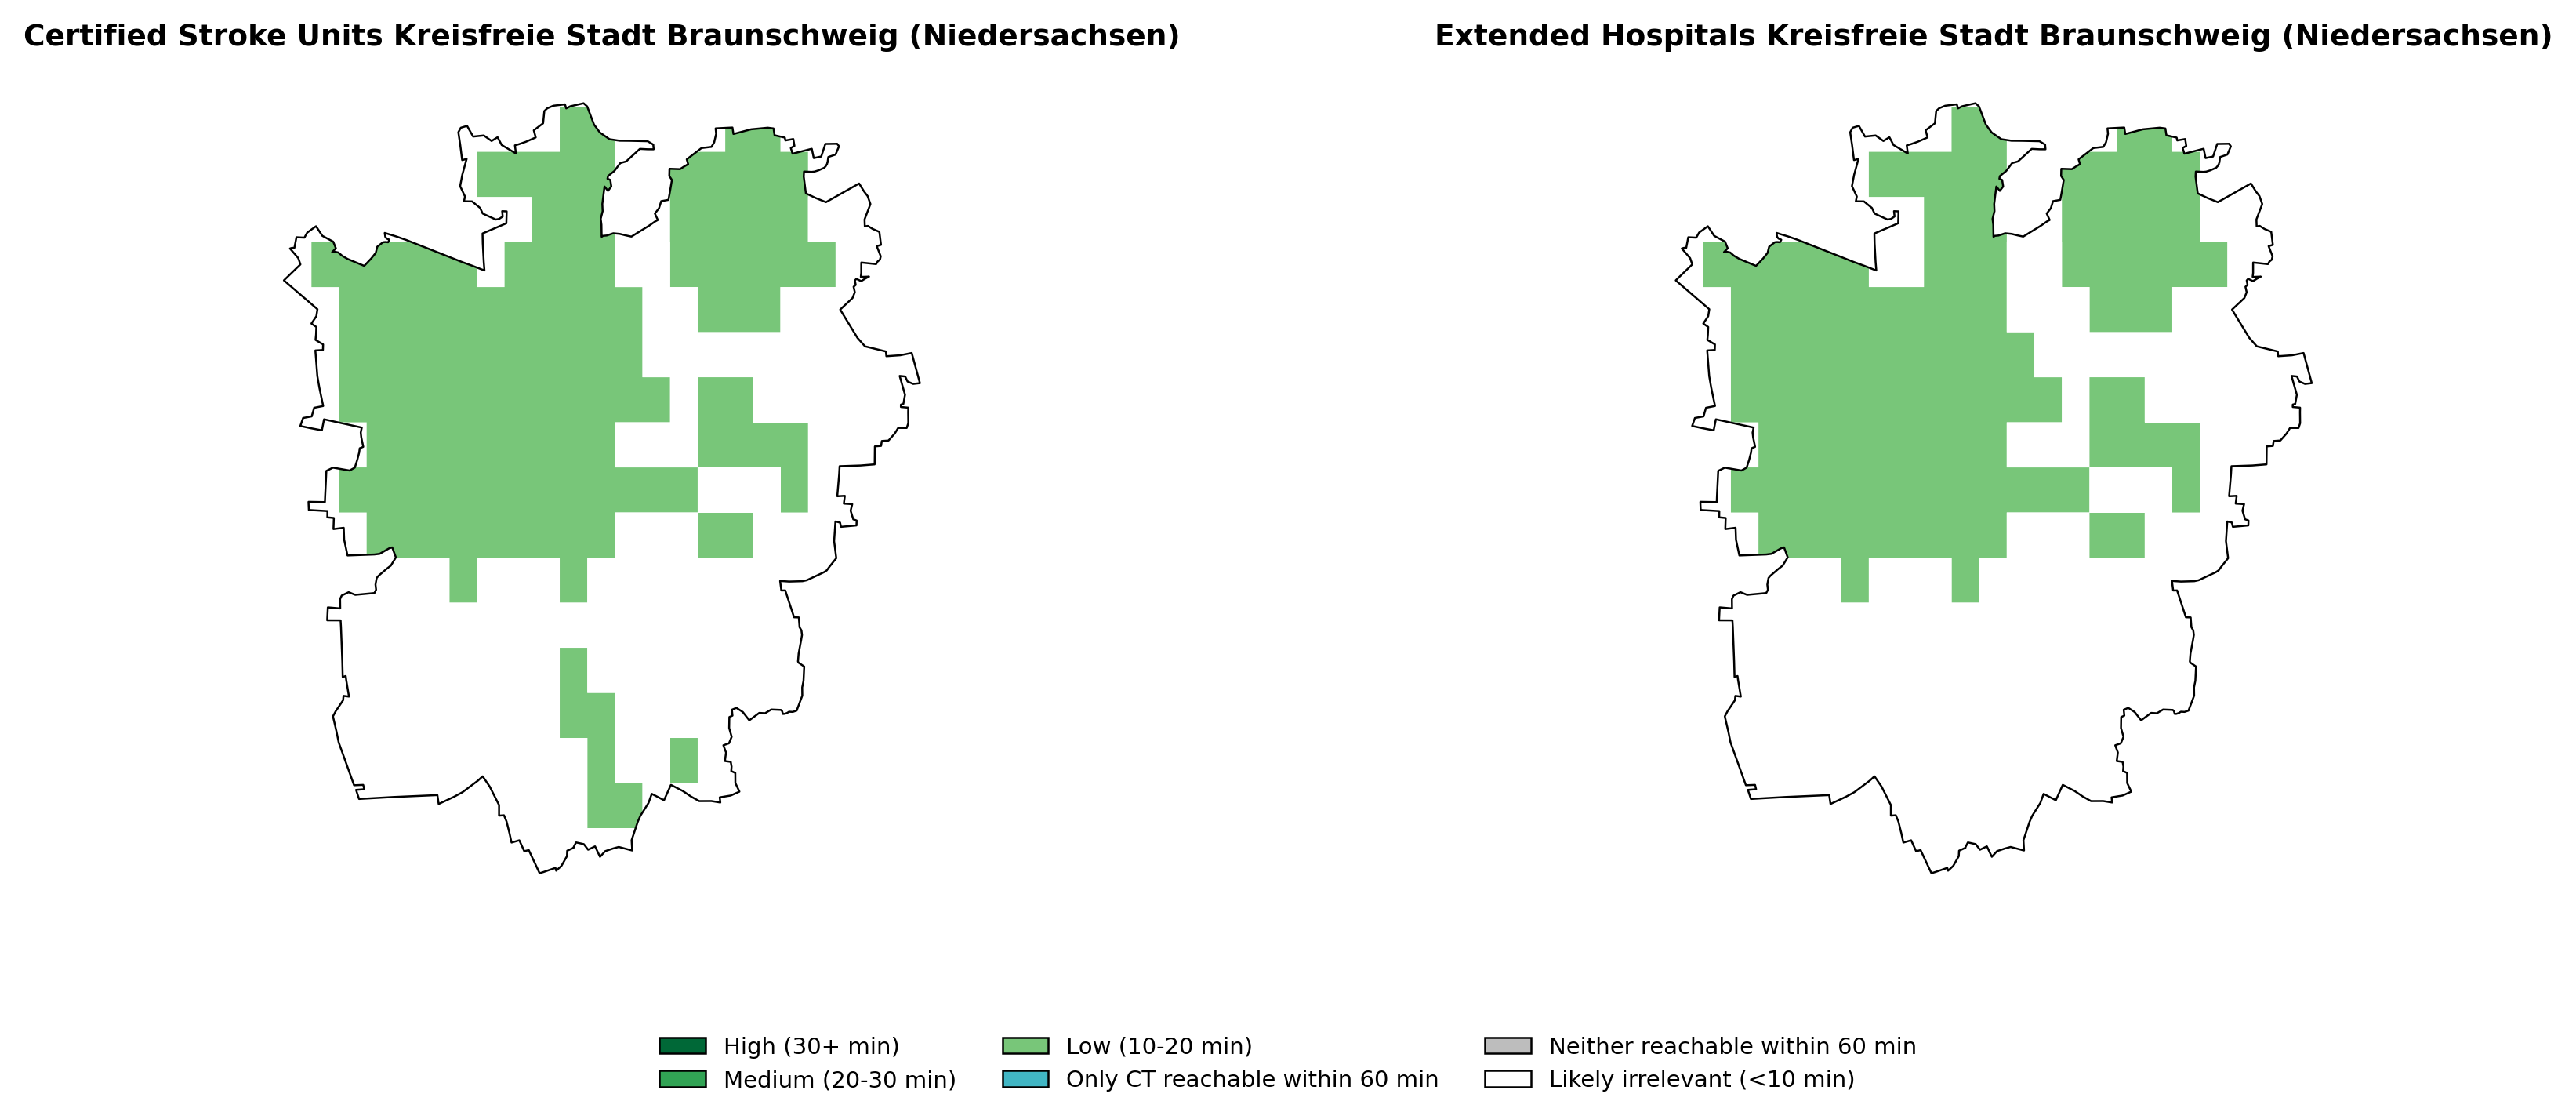 Certified Stroke Units Kreisfreie Stadt Braunschweig (Niedersachsen)
Extended Hospitals Kreisfreie Stadt Braunschweig (Niedersachsen)
High (30+ min)
Medium (20-30 min)
Low (10-20 min)
Only CT reachable within 60 min
Neither reachable within 60 min
Likely irrelevant (<10 min)